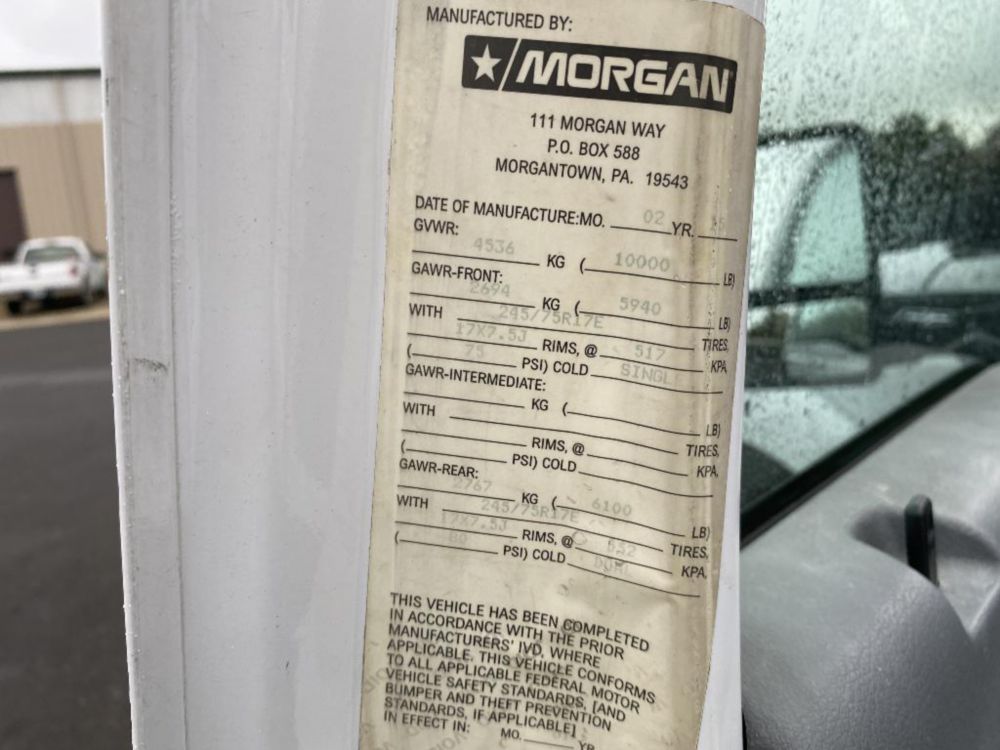 MANUFACTURED BY:
MORGAN
111 MORGAN WAY
P.O. BOX 588
MORGANTOWN, PA. 19543
DATE OF MANUFACTURE:MO. 02 YR.
GVWR:
4536 KG ( 10000 LB)
GAWR-FRONT:
2694 KG ( 5940 LB)
WITH 245/75R17E TIRES,
17X7.5J RIMS, @ 517 KPA,
( 75 PSI) COLD SINGLE
GAWR-INTERMEDIATE:
KG ( LB)
WITH TIRES,
RIMS, @ KPA,
( PSI) COLD
GAWR-REAR:
2767 KG ( 6100 LB)
WITH 245/75R17E TIRES,
17X7.5J RIMS, @ 552 KPA,
( 80 PSI) COLD DUAL
THIS VEHICLE HAS BEEN COMPLETED
IN ACCORDANCE WITH THE PRIOR
MANUFACTURERS' IVD, WHERE
APPLICABLE. THIS VEHICLE CONFORMS
TO ALL APPLICABLE FEDERAL MOTOR
VEHICLE SAFETY STANDARDS, [AND
BUMPER AND THEFT PREVENTION
STANDARDS, IF APPLICABLE]
IN EFFECT IN: MO. YR.